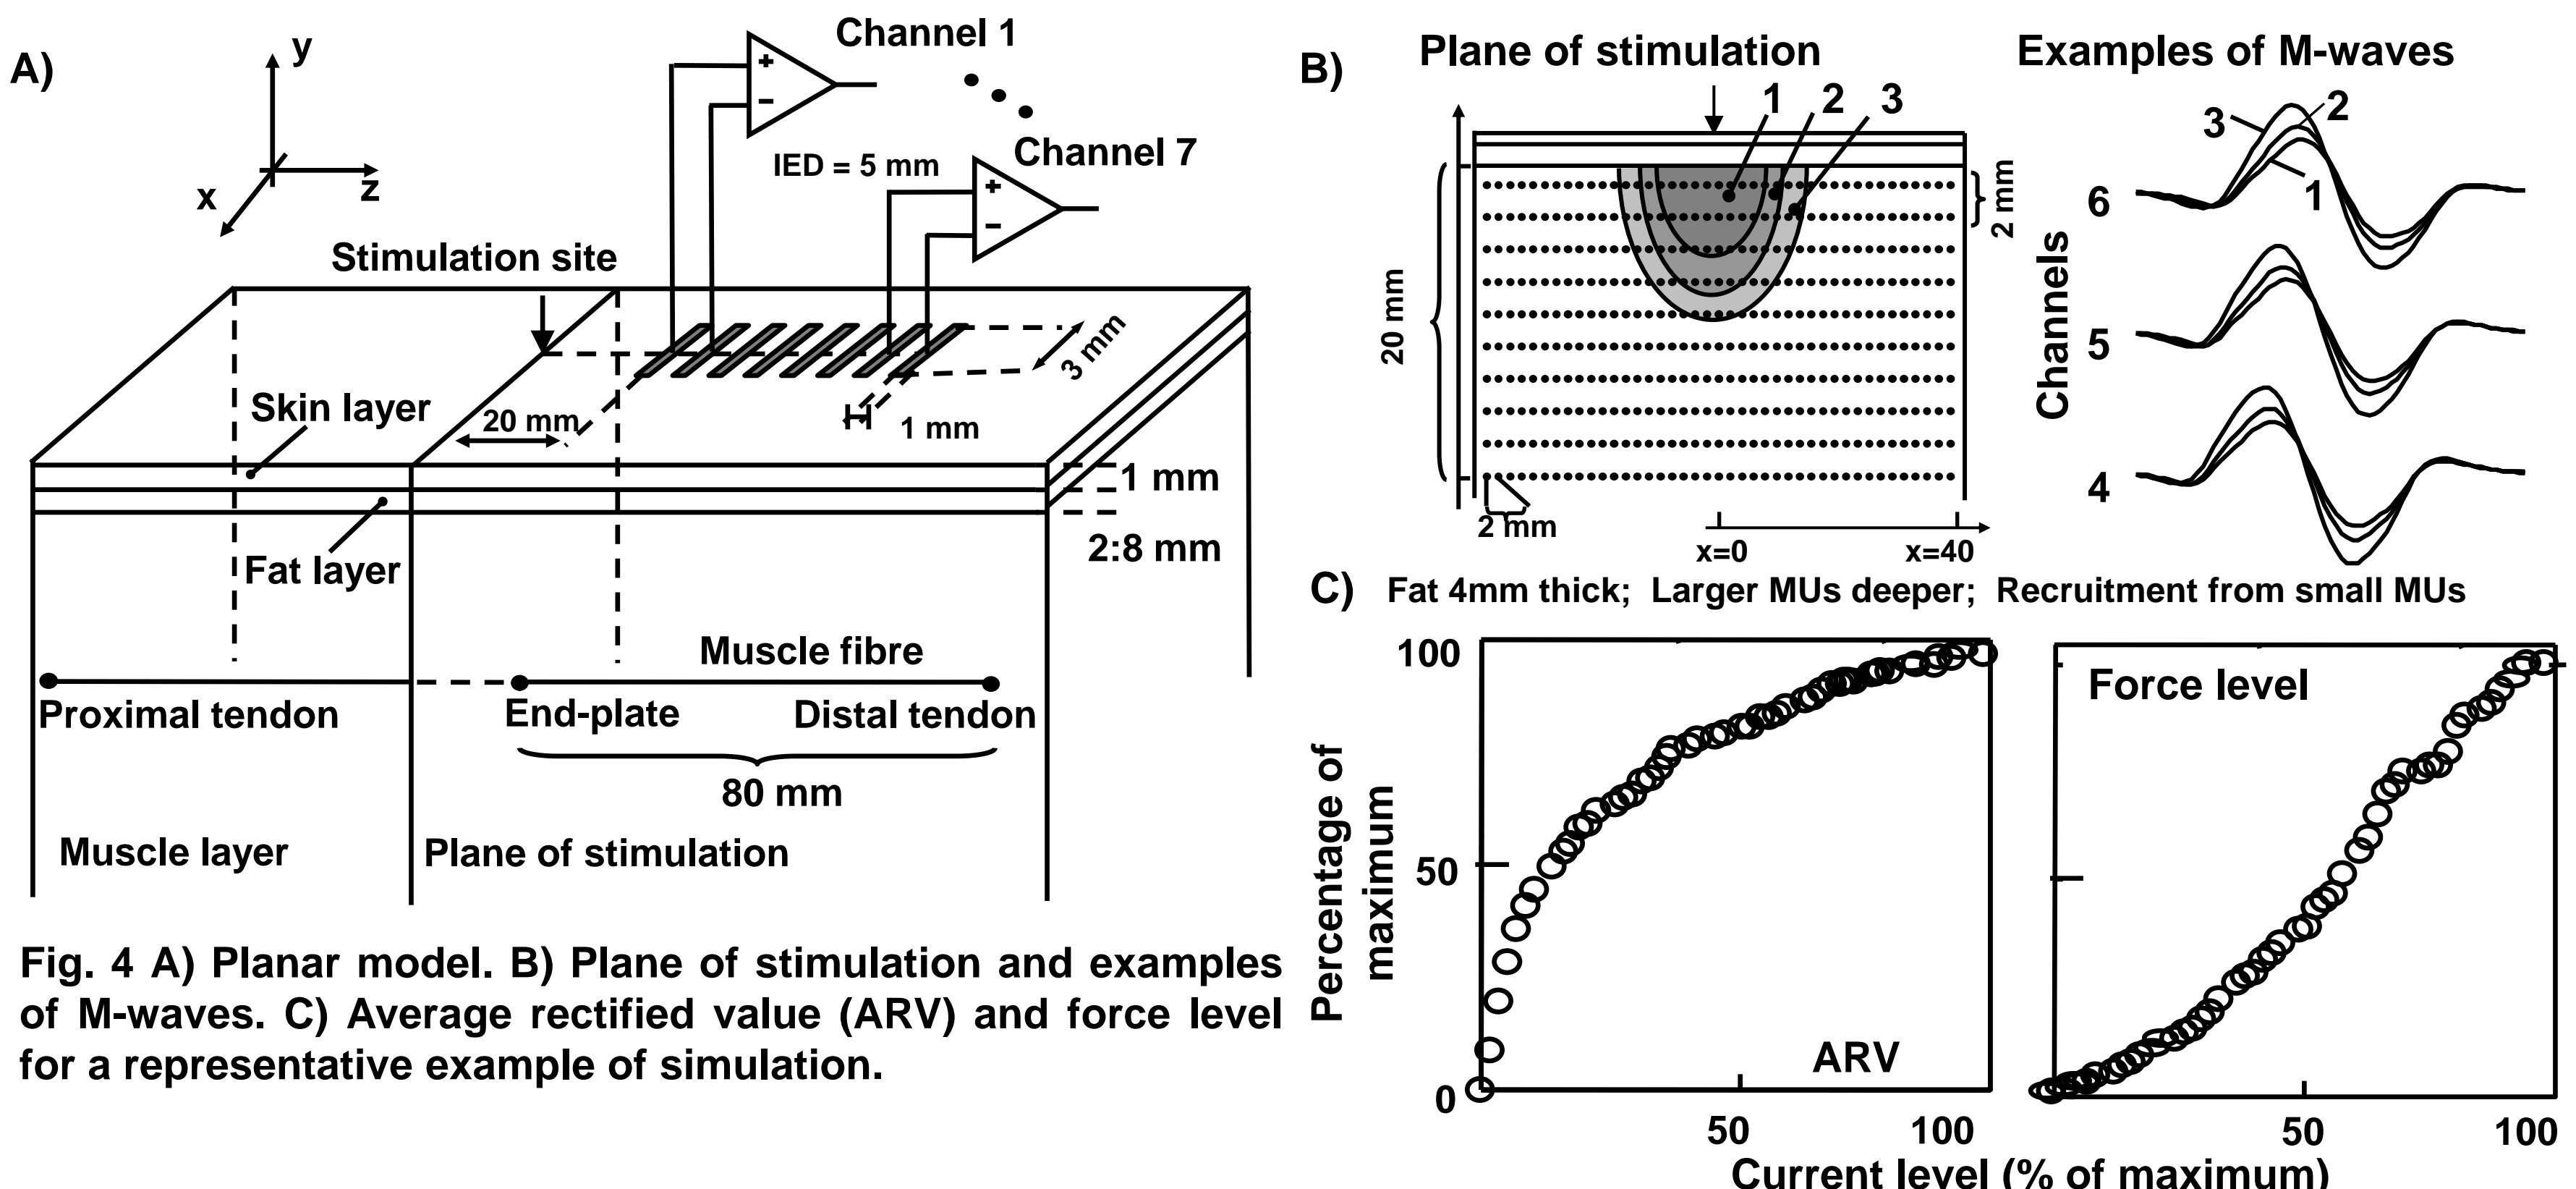 A)
y
x
z
Channel 1
Channel 7
IED = 5 mm
+
−
+
−
Stimulation site
3 mm
20 mm
1 mm
Skin layer
Fat layer
1 mm
2:8 mm
Muscle fibre
Proximal tendon
End-plate
Distal tendon
80 mm
Muscle layer
Plane of stimulation
Fig. 4 A) Planar model. B) Plane of stimulation and examples
of M-waves. C) Average rectified value (ARV) and force level
for a representative example of simulation.
B)
Plane of stimulation
1 2 3
20 mm
2 mm
2 mm
x=0
x=40
Examples of M-waves
3
2
1
6
5
4
Channels
C) Fat 4mm thick; Larger MUs deeper; Recruitment from small MUs
Percentage of
maximum
100
50
0
ARV
50
100
Force level
50
100
Current level (% of maximum)